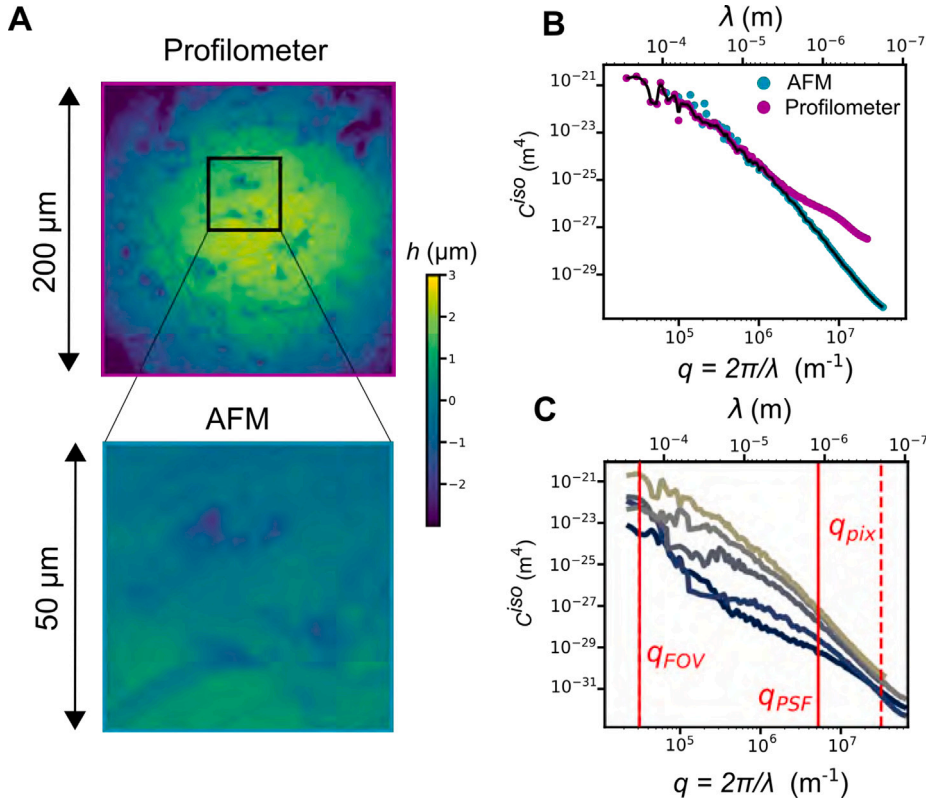 A
Profilometer
200 μm
h (μm)
3
2
1
0
−1
−2
AFM
50 μm
B
λ (m)
10⁻⁴ 10⁻⁵ 10⁻⁶ 10⁻⁷
AFM
Profilometer
10⁻²¹
10⁻²³
10⁻²⁵
10⁻²⁷
10⁻²⁹
C^iso (m⁴)
10⁵ 10⁶ 10⁷
q = 2π/λ (m⁻¹)
C
λ (m)
10⁻⁴ 10⁻⁵ 10⁻⁶ 10⁻⁷
10⁻²¹
10⁻²³
10⁻²⁵
10⁻²⁷
10⁻²⁹
10⁻³¹
C^iso (m⁴)
q_pix
q_FOV
q_PSF
10⁵ 10⁶ 10⁷
q = 2π/λ (m⁻¹)